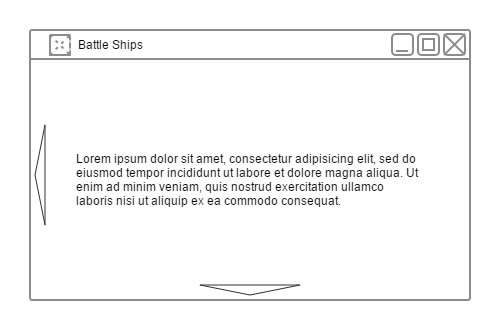 Battle Ships
Lorem ipsum dolor sit amet, consectetur adipisicing elit, sed do
eiusmod tempor incididunt ut labore et dolore magna aliqua. Ut
enim ad minim veniam, quis nostrud exercitation ullamco
laboris nisi ut aliquip ex ea commodo consequat.